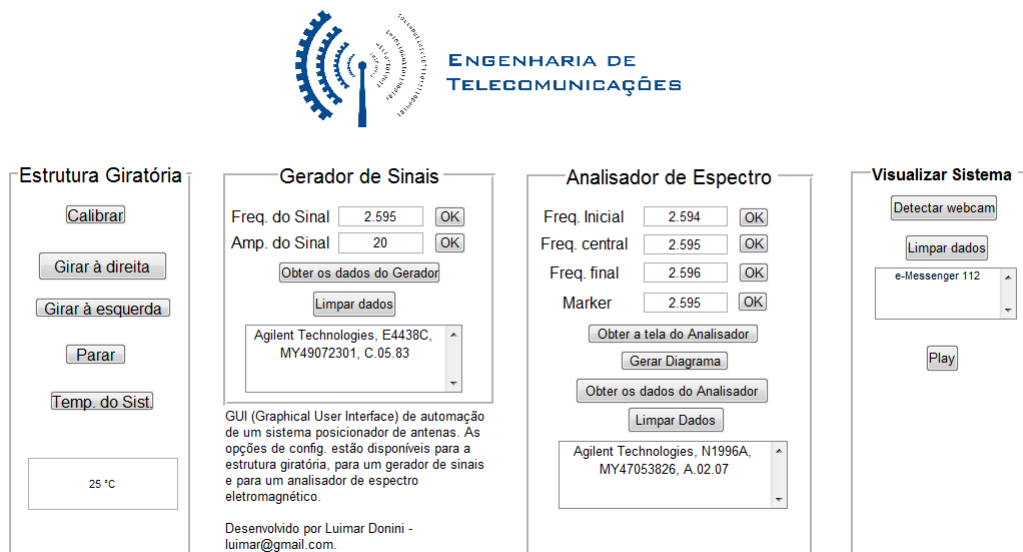 ENGENHARIA DE
TELECOMUNICAÇÕES
Estrutura Giratória
Calibrar
Girar à direita
Girar à esquerda
Parar
Temp. do Sist.
25 °C
Gerador de Sinais
Freq. do Sinal 2.595 OK
Amp. do Sinal 20 OK
Obter os dados do Gerador
Limpar dados
Agilent Technologies, E4438C,
MY49072301, C.05.83
GUI (Graphical User Interface) de automação
de um sistema posicionador de antenas. As
opções de config. estão disponíveis para a
estrutura giratória, para um gerador de sinais
e para um analisador de espectro
eletromagnético.
Desenvolvido por Luimar Donini -
luimar@gmail.com.
Analisador de Espectro
Freq. Inicial 2.594 OK
Freq. central 2.595 OK
Freq. final 2.596 OK
Marker 2.595 OK
Obter a tela do Analisador
Gerar Diagrama
Obter os dados do Analisador
Limpar Dados
Agilent Technologies, N1996A,
MY47053826, A.02.07
Visualizar Sistema
Detectar webcam
Limpar dados
e-Messenger 112
Play